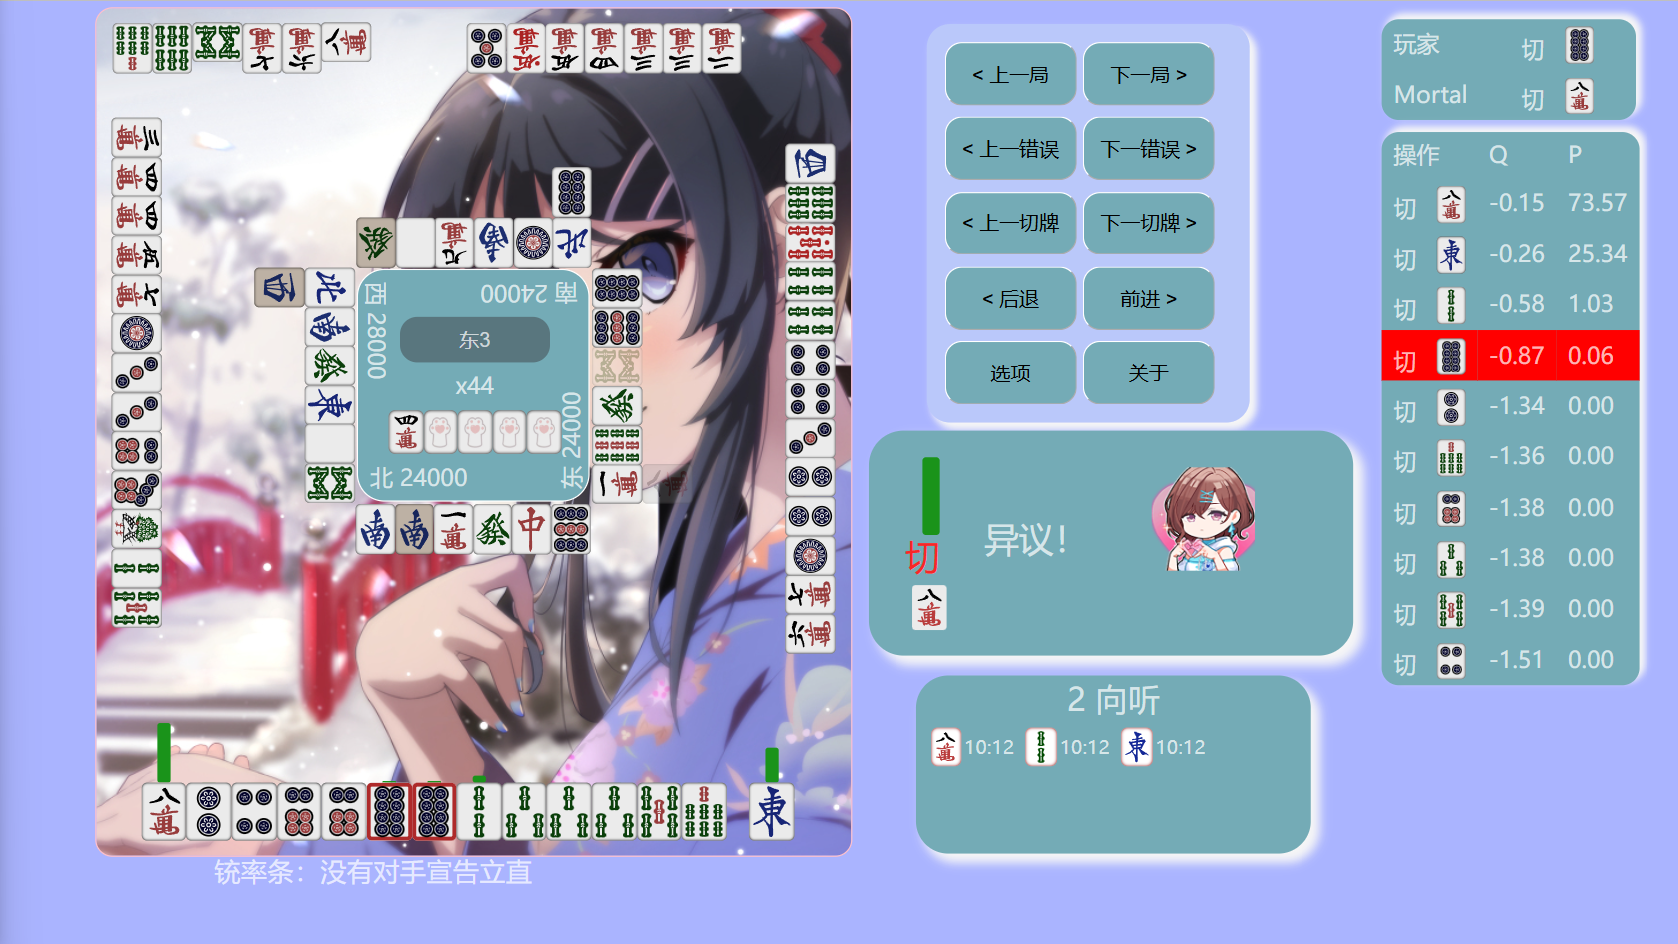 < 上一局
下一局 >
< 上一错误
下一错误 >
< 上一切牌
下一切牌 >
< 后退
前进 >
选项
关于
玩家 切
Mortal 切
操作 Q P
切 -0.15 73.57
切 東 -0.26 25.34
切 -0.58 1.03
切 -0.87 0.06
切 -1.34 0.00
切 -1.36 0.00
切 -1.38 0.00
切 -1.38 0.00
切 -1.39 0.00
切 -1.51 0.00
南 24000
西 28000
东3
x44
东 24000
北 24000
切
异议！
2 向听
10:12 10:12 東 10:12
八萬
東
铳率条：没有对手宣告立直